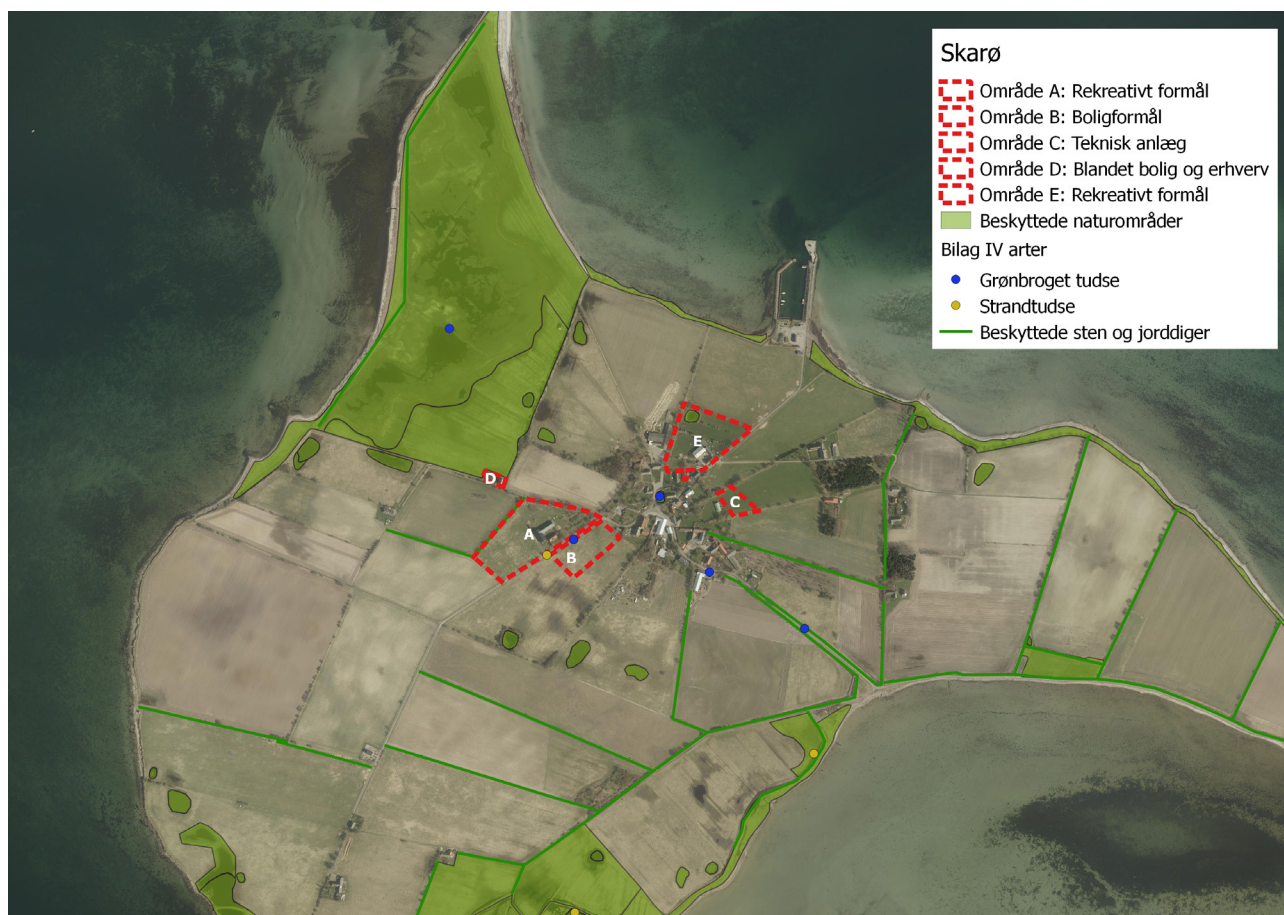 Skarø
Område A: Rekreativt formål
Område B: Boligformål
Område C: Teknisk anlæg
Område D: Blandet bolig og erhverv
Område E: Rekreativt formål
Beskyttede naturområder
Bilag IV arter
Grønbroget tudse
Strandtudse
Beskyttede sten og jorddiger
E
D
C
A
B